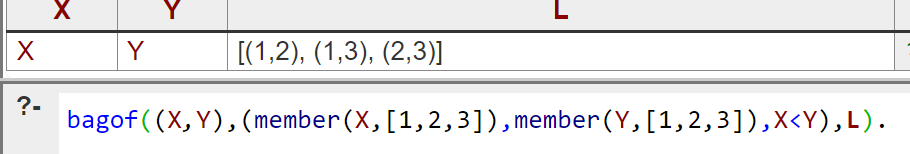 X Y L
X Y [(1,2), (1,3), (2,3)]
?- bagof((X,Y),(member(X,[1,2,3]),member(Y,[1,2,3]),X<Y),L).